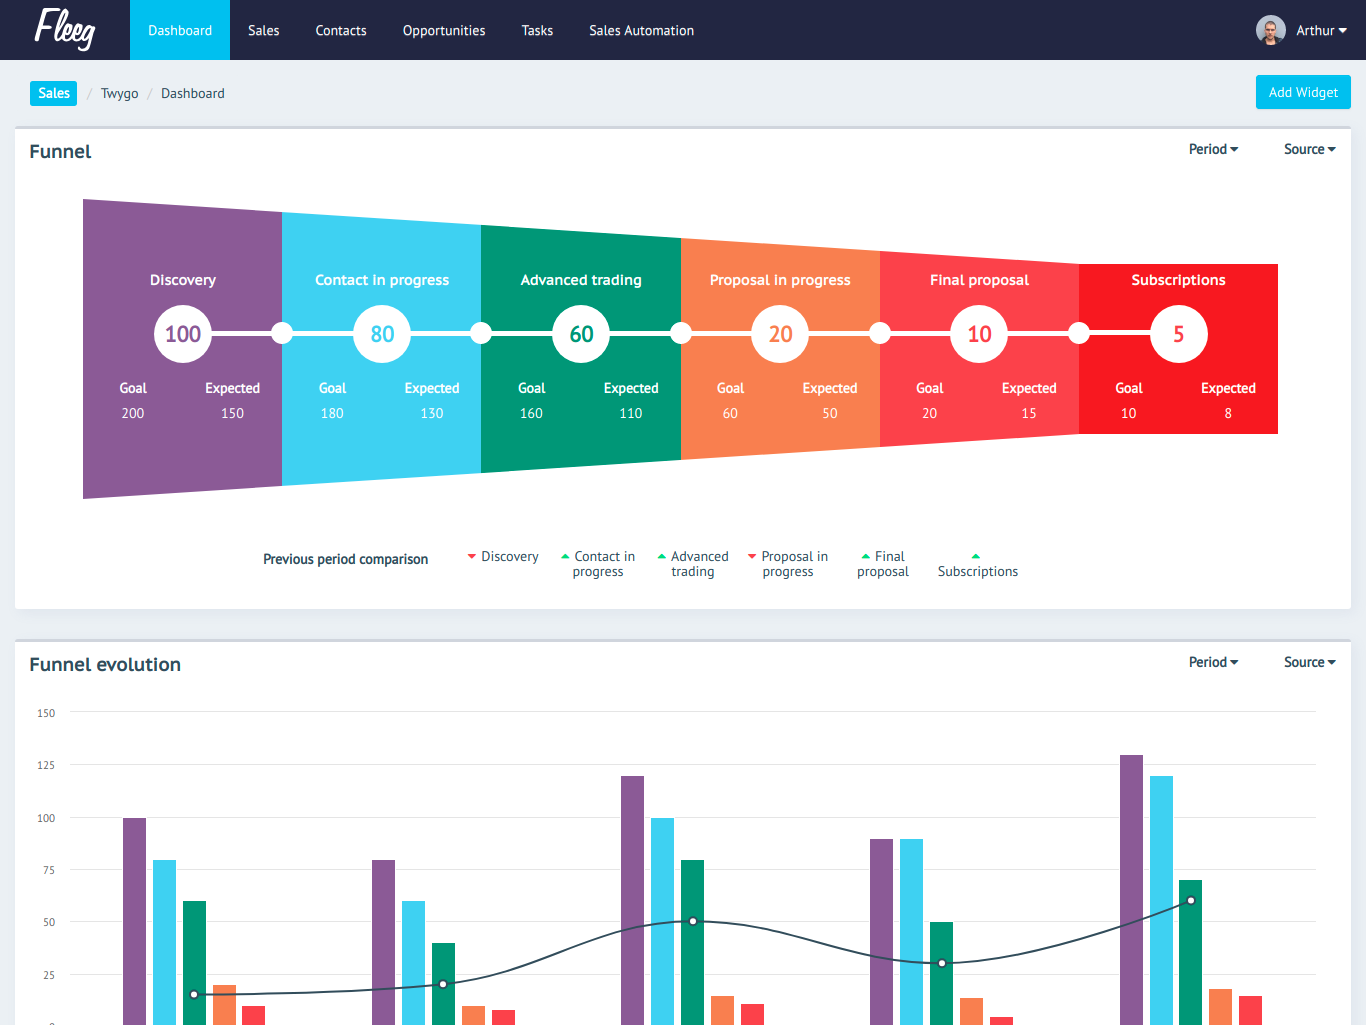 Fleeg
Dashboard
Sales
Contacts
Opportunities
Tasks
Sales Automation
Arthur
Sales / Twygo / Dashboard
Add Widget
Funnel
Period
Source
Discovery
Contact in progress
Advanced trading
Proposal in progress
Final proposal
Subscriptions
100
80
60
20
10
5
Goal Expected
200 150
Goal Expected
180 130
Goal Expected
160 110
Goal Expected
60 50
Goal Expected
20 15
Goal Expected
10 8
Previous period comparison
Discovery
Contact in
progress
Advanced
trading
Proposal in
progress
Final
proposal
Subscriptions
Funnel evolution
Period
Source
150
125
100
75
50
25
0